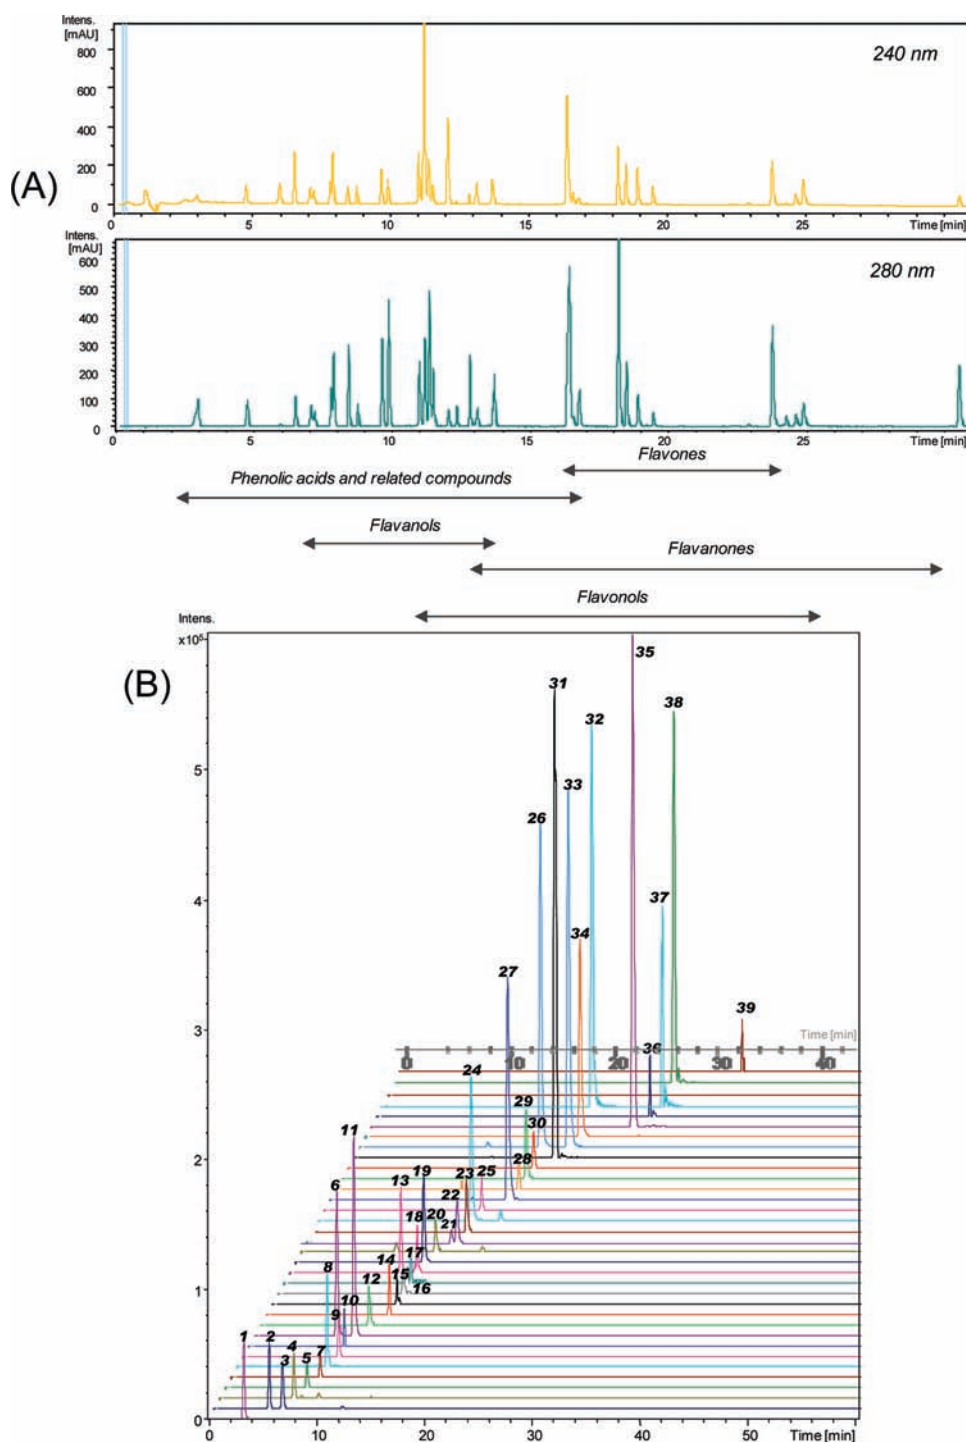 (A)
Intens.
[mAU]
240 nm
800
600
400
200
0
0 5 10 15 20 25 Time [min]
Intens.
[mAU]
280 nm
600
500
400
300
200
100
0
0 5 10 15 20 25 Time [min]
Flavones
Phenolic acids and related compounds
Flavanols
Flavanones
Flavonols
(B)
Intens.
x10⁵
5
4
3
2
1
0
35
31
38
32
33
26
37
34
27
39
Time [min]
0 10 20 30 40
36
24
29
30
11
28
6
13
19
23
25
22
18
20
21
17
14
8
15
12
16
10
9
1
2
4
7
3
5
0 10 20 30 40 50 Time [min]